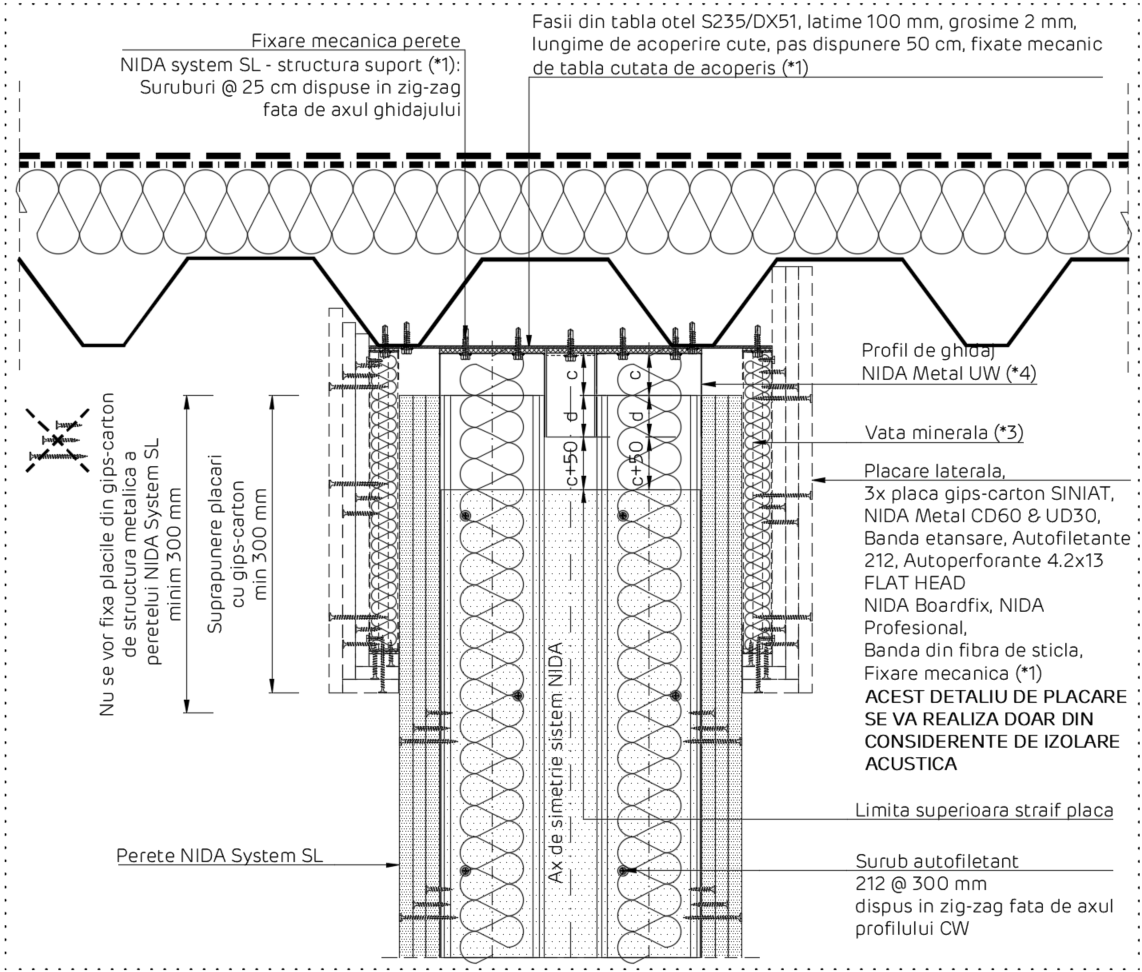 Fixare mecanica perete
NIDA system SL - structura suport (*1):
Suruburi @ 25 cm dispuse in zig-zag
fata de axul ghidajului
Fasii din tabla otel S235/DX51, latime 100 mm, grosime 2 mm,
lungime de acoperire cute, pas dispunere 50 cm, fixate mecanic
de tabla cutata de acoperis (*1)
Profil de ghidaj
NIDA Metal UW (*4)
Vata minerala (*3)
Placare laterala,
3x placa gips-carton SINIAT,
NIDA Metal CD60 & UD30,
Banda etansare, Autofiletante
212, Autoperforante 4.2x13
FLAT HEAD
NIDA Boardfix, NIDA
Profesional,
Banda din fibra de sticla,
Fixare mecanica (*1)
ACEST DETALIU DE PLACARE
SE VA REALIZA DOAR DIN
CONSIDERENTE DE IZOLARE
ACUSTICA
Limita superioara straif placa
Surub autofiletant
212 @ 300 mm
dispus in zig-zag fata de axul
profilului CW
Nu se vor fixa placile din gips-carton
de structura metalica a
peretelui NIDA System SL
minim 300 mm
Suprapunere placari
cu gips-carton
min 300 mm
c
d
c+50
c
d
c+50
Ax de simetrie sistem NIDA
Perete NIDA System SL